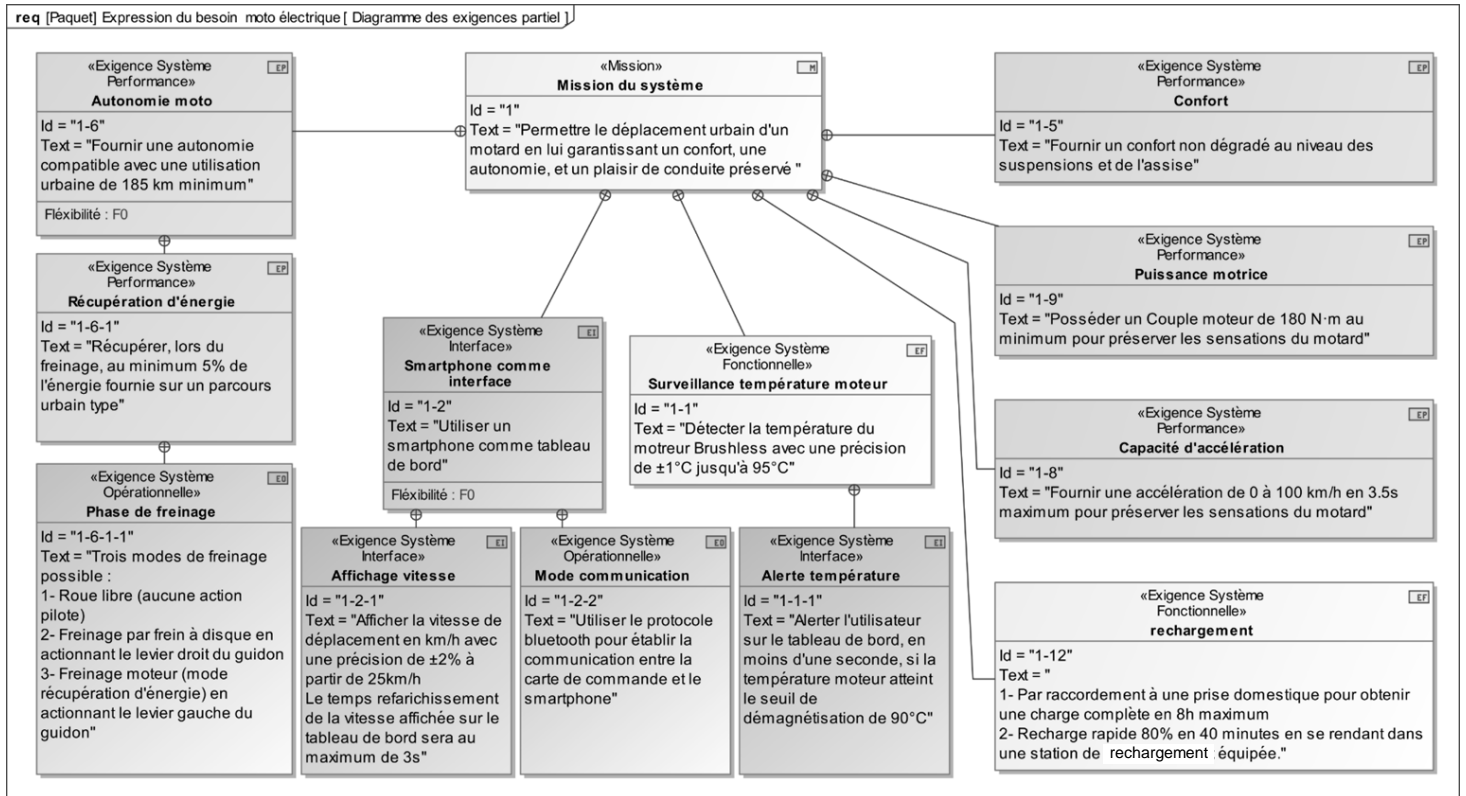 req [Paquet] Expression du besoin moto électrique [ Diagramme des exigences partiel ]
«Exigence Système
Performance»
EP
Autonomie moto
Id = "1-6"
Text = "Fournir une autonomie
compatible avec une utilisation
urbaine de 185 km minimum"
Fléxibilité : F0
«Mission»
M
Mission du système
Id = "1"
Text = "Permettre le déplacement urbain d'un
motard en lui garantissant un confort, une
autonomie, et un plaisir de conduite préservé "
«Exigence Système
Performance»
EP
Confort
Id = "1-5"
Text = "Fournir un confort non dégradé au niveau des
suspensions et de l'assise"
«Exigence Système
Performance»
EP
Récupération d'énergie
Id = "1-6-1"
Text = "Récupérer, lors du
freinage, au minimum 5% de
l'énergie fournie sur un parcours
urbain type"
«Exigence Système
Performance»
EP
Puissance motrice
Id = "1-9"
Text = "Posséder un Couple moteur de 180 N·m au
minimum pour préserver les sensations du motard"
«Exigence Système
Interface»
EI
Smartphone comme
interface
Id = "1-2"
Text = "Utiliser un
smartphone comme tableau
de bord"
Fléxibilité : F0
«Exigence Système
Fonctionnelle»
EF
Surveillance température moteur
Id = "1-1"
Text = "Détecter la température du
motreur Brushless avec une précision
de ±1°C jusqu'à 95°C"
«Exigence Système
Performance»
EP
Capacité d'accélération
Id = "1-8"
Text = "Fournir une accélération de 0 à 100 km/h en 3.5s
maximum pour préserver les sensations du motard"
«Exigence Système
Opérationnelle»
EO
Phase de freinage
Id = "1-6-1-1"
Text = "Trois modes de freinage
possible :
1- Roue libre (aucune action
pilote)
2- Freinage par frein à disque en
actionnant le levier droit du guidon
3- Freinage moteur (mode
récupération d'énergie) en
actionnant le levier gauche du
guidon"
«Exigence Système
Interface»
EI
Affichage vitesse
Id = "1-2-1"
Text = "Afficher la vitesse de
déplacement en km/h avec
une précision de ±2% à
partir de 25km/h
Le temps refarichissement
de la vitesse affichée sur le
tableau de bord sera au
maximum de 3s"
«Exigence Système
Opérationnelle»
EO
Mode communication
Id = "1-2-2"
Text = "Utiliser le protocole
bluetooth pour établir la
communication entre la
carte de commande et le
smartphone"
«Exigence Système
Interface»
EI
Alerte température
Id = "1-1-1"
Text = "Alerter l'utilisateur
sur le tableau de bord, en
moins d'une seconde, si la
température moteur atteint
le seuil de
démagnétisation de 90°C"
«Exigence Système
Fonctionnelle»
EF
rechargement
Id = "1-12"
Text = "
1- Par raccordement à une prise domestique pour obtenir
une charge complète en 8h maximum
2- Recharge rapide 80% en 40 minutes en se rendant dans
une station de rechargement équipée."